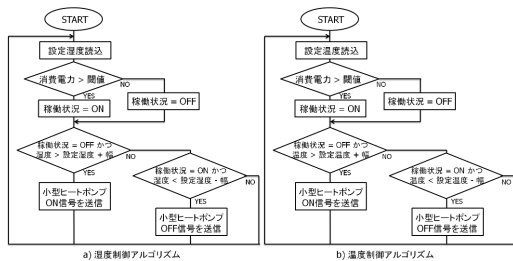 START
設定湿度読込
消費電力 > 閾値
NO
YES
稼働状況 = ON
稼働状況 = OFF
稼働状況 = OFF かつ
湿度 > 設定湿度 + 幅
NO
YES
稼働状況 = ON かつ
湿度 < 設定湿度 - 幅
NO
YES
小型ヒートポンプ
ON信号を送信
小型ヒートポンプ
OFF信号を送信
a) 湿度制御アルゴリズム
START
設定温度読込
消費電力 > 閾値
NO
YES
稼働状況 = ON
稼働状況 = OFF
稼働状況 = OFF かつ
温度 > 設定温度 + 幅
NO
YES
稼働状況 = ON かつ
温度 < 設定温度 - 幅
NO
YES
小型ヒートポンプ
ON信号を送信
小型ヒートポンプ
OFF信号を送信
b) 温度制御アルゴリズム